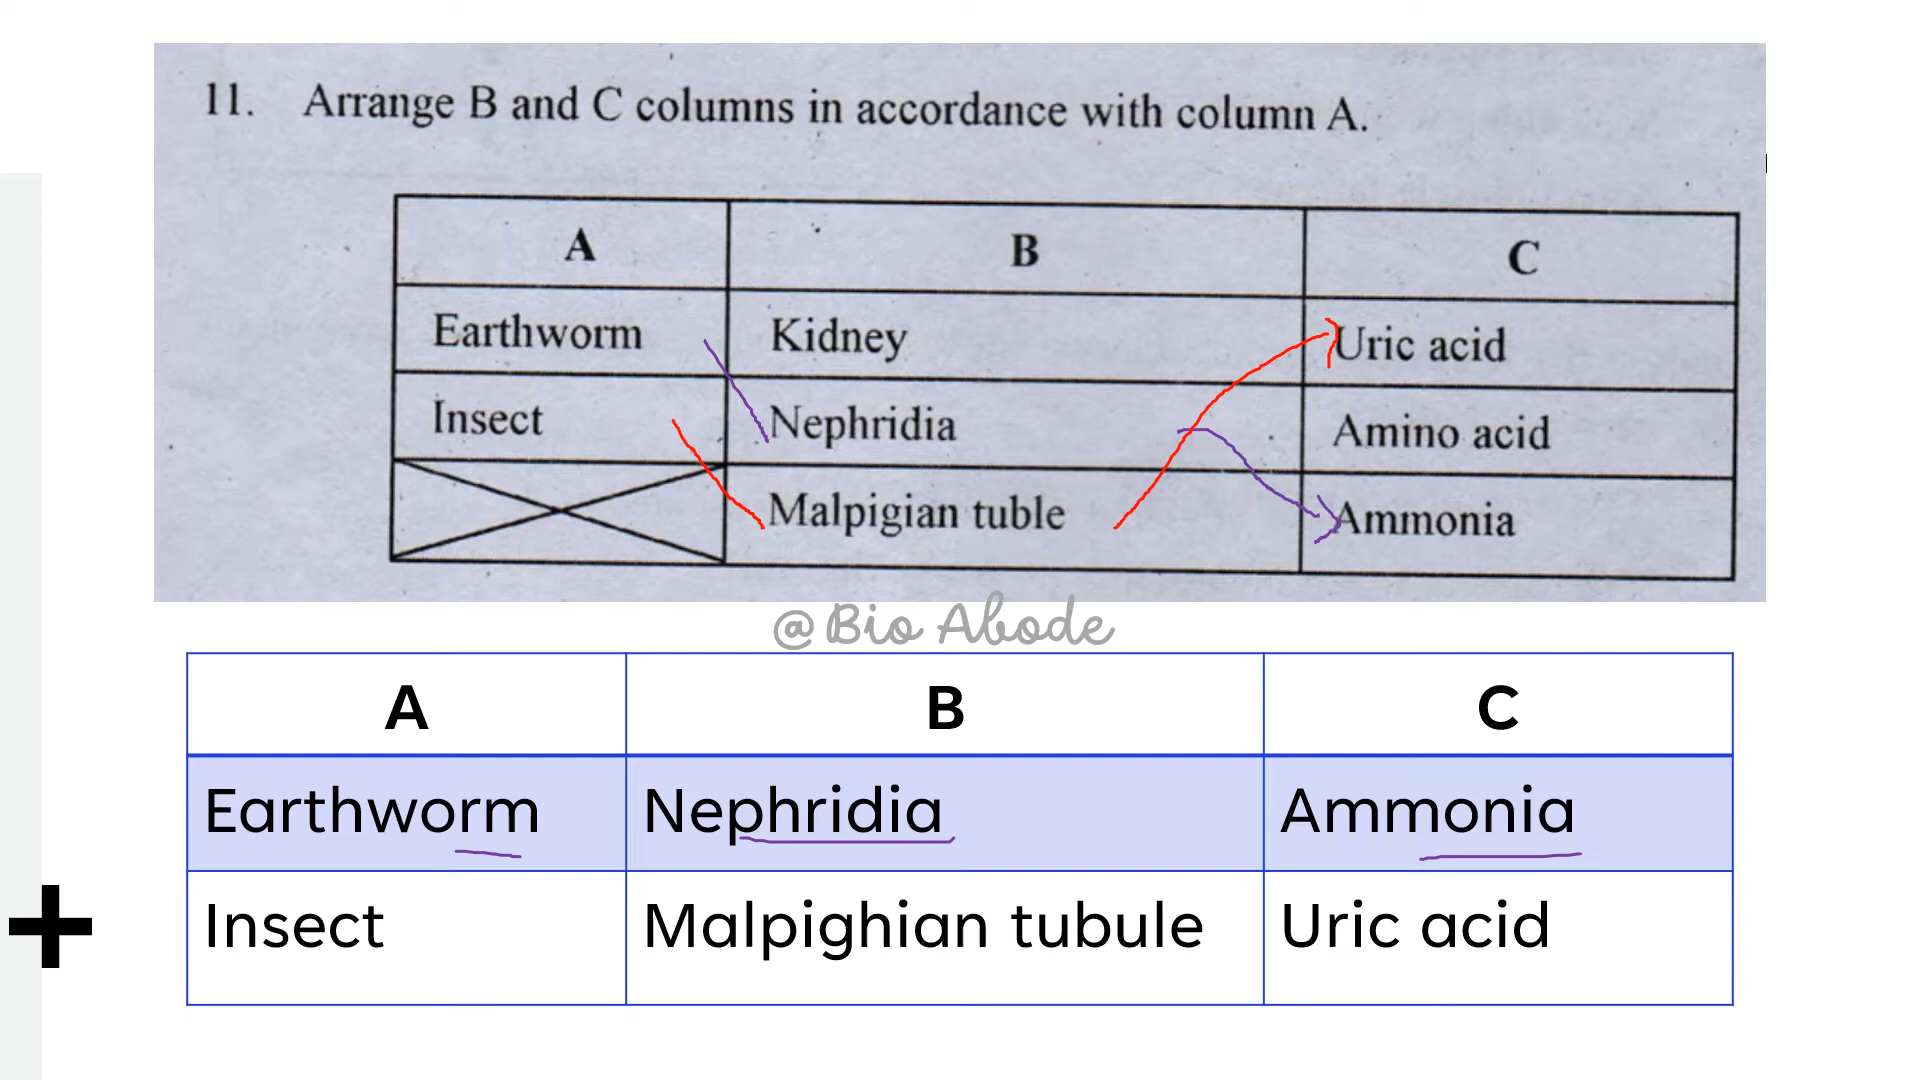 11. Arrange B and C columns in accordance with column A.
A B C
Earthworm Kidney Uric acid
Insect Nephridia Amino acid
Malpigian tuble Ammonia
@Bio Abode
A B C
Earthworm Nephridia Ammonia
Insect Malpighian tubule Uric acid